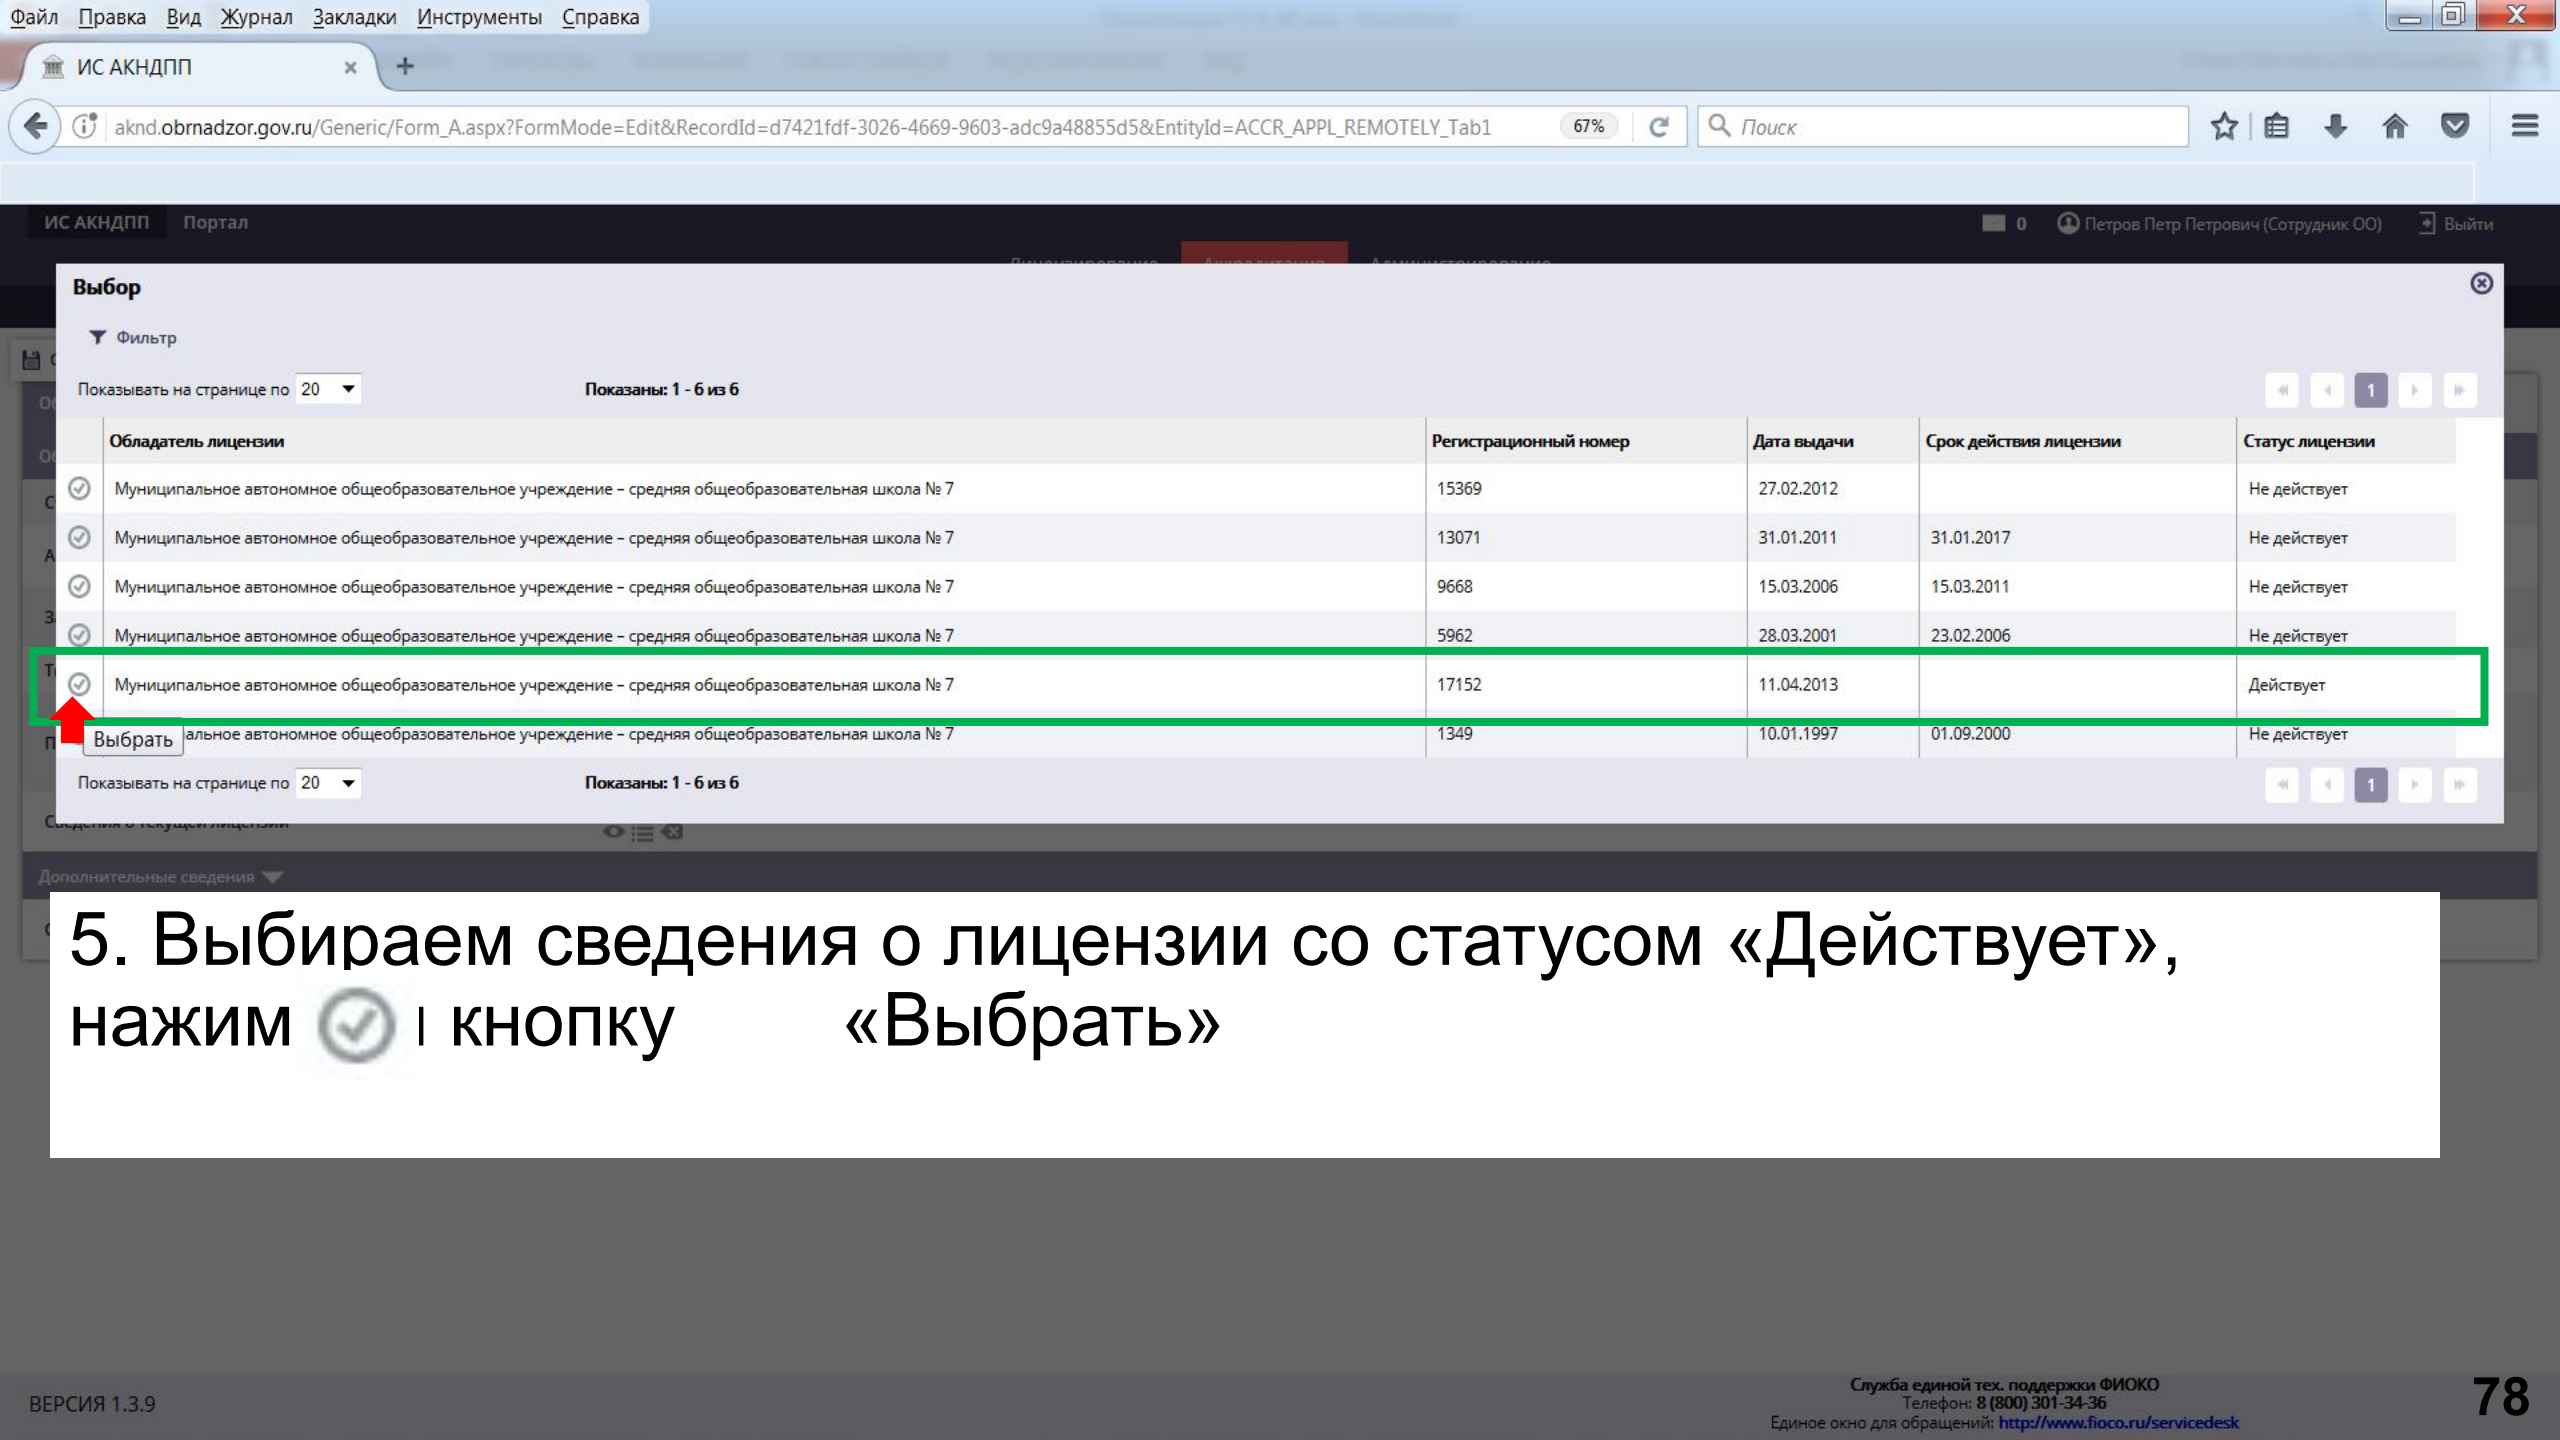 Файл Правка Вид Журнал Закладки Инструменты Справка
ИС АКНДПП
aknd.obrnadzor.gov.ru/Generic/Form_A.aspx?FormMode=Edit&RecordId=d7421fdf-3026-4669-9603-adc9a48855d5&EntityId=ACCR_APPL_REMOTELY_Tab1 67% Поиск
ИС АКНДПП Портал 0 Петров Петр Петрович (Сотрудник ОО) Выйти
Лицензирование Аккредитация Администрирование
Выбор
Фильтр
Показывать на странице по 20 Показаны: 1 - 6 из 6 1
Обладатель лицензии Регистрационный номер Дата выдачи Срок действия лицензии Статус лицензии
Муниципальное автономное общеобразовательное учреждение – средняя общеобразовательная школа № 7 15369 27.02.2012 Не действует
Муниципальное автономное общеобразовательное учреждение – средняя общеобразовательная школа № 7 13071 31.01.2011 31.01.2017 Не действует
Муниципальное автономное общеобразовательное учреждение – средняя общеобразовательная школа № 7 9668 15.03.2006 15.03.2011 Не действует
Муниципальное автономное общеобразовательное учреждение – средняя общеобразовательная школа № 7 5962 28.03.2001 23.02.2006 Не действует
Муниципальное автономное общеобразовательное учреждение – средняя общеобразовательная школа № 7 17152 11.04.2013 Действует
Выбрать альное автономное общеобразовательное учреждение – средняя общеобразовательная школа № 7 1349 10.01.1997 01.09.2000 Не действует
Показывать на странице по 20 Показаны: 1 - 6 из 6 1
Сведения о текущей лицензии
Дополнительные сведения
5. Выбираем сведения о лицензии со статусом «Действует»,
нажим кнопку «Выбрать»
ВЕРСИЯ 1.3.9
Служба единой тех. поддержки ФИОКО
Телефон: 8 (800) 301-34-36
Единое окно для обращений: http://www.fioco.ru/servicedesk
78